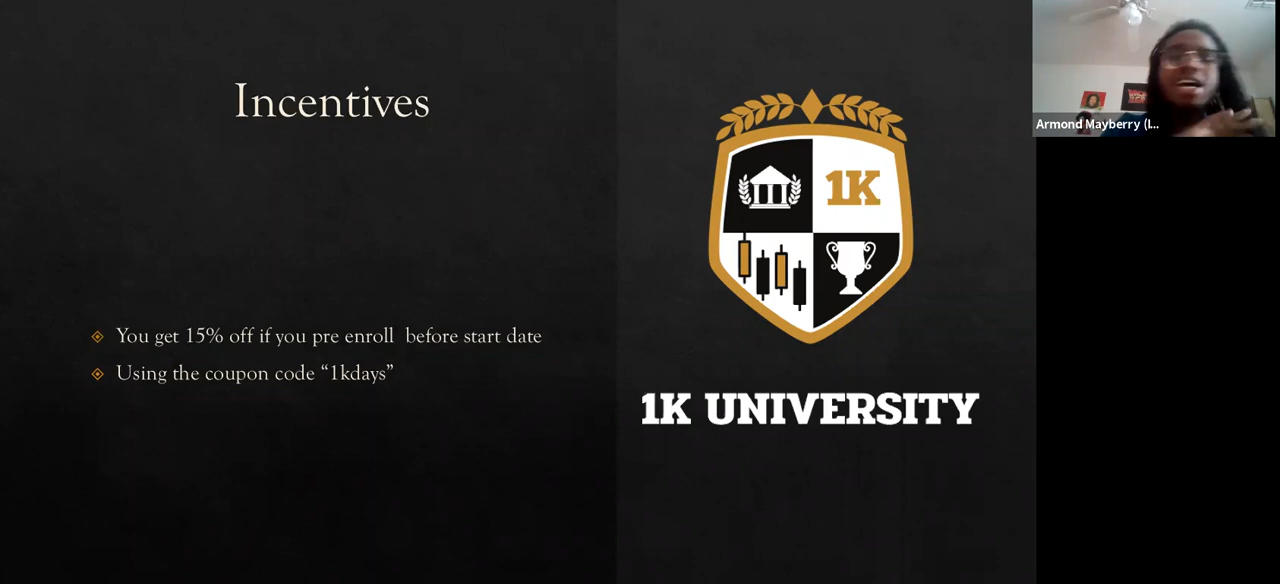 Incentives
You get 15% off if you pre enroll  before start date
Using the coupon code “1kdays”
1K
1K UNIVERSITY
Armond Mayberry (I...